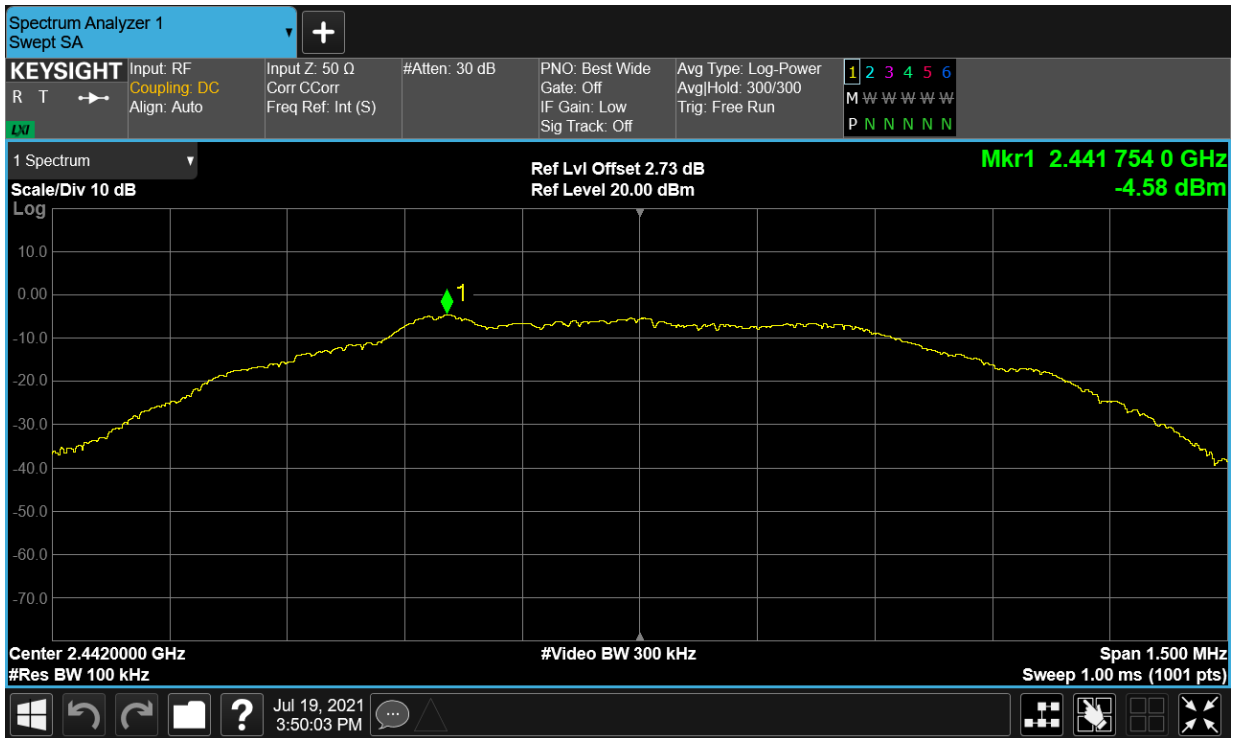 Spectrum Analyzer 1
Swept SA
KEYSIGHT
R T
LXI
Input: RF
Coupling: DC
Align: Auto
Input Z: 50 Ω
Corr CCorr
Freq Ref: Int (S)
#Atten: 30 dB
PNO: Best Wide
Gate: Off
IF Gain: Low
Sig Track: Off
Avg Type: Log-Power
Avg|Hold: 300/300
Trig: Free Run
1 2 3 4 5 6
M W W W W W
P N N N N N
1 Spectrum
Scale/Div 10 dB
Log
Ref Lvl Offset 2.73 dB
Ref Level 20.00 dBm
Mkr1 2.441 754 0 GHz
-4.58 dBm
10.0
0.00
-10.0
-20.0
-30.0
-40.0
-50.0
-60.0
-70.0
1
Center 2.4420000 GHz
#Res BW 100 kHz
#Video BW 300 kHz
Span 1.500 MHz
Sweep 1.00 ms (1001 pts)
?
Jul 19, 2021
3:50:03 PM